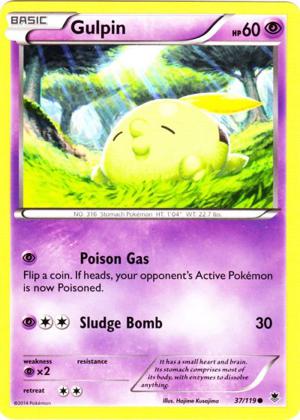 BASIC
Gulpin
HP60
NO. 316 Stomach Pokémon HT: 1'04" WT: 22.7 lbs.
Poison Gas
Flip a coin. If heads, your opponent's Active Pokémon
is now Poisoned.
Sludge Bomb 30
weakness
resistance
×2
retreat
It has a small heart and brain.
Its stomach comprises most
of its body, with enzymes to dissolve
anything.
illus. Hajime Kusajima
37/119
©2014 Pokémon